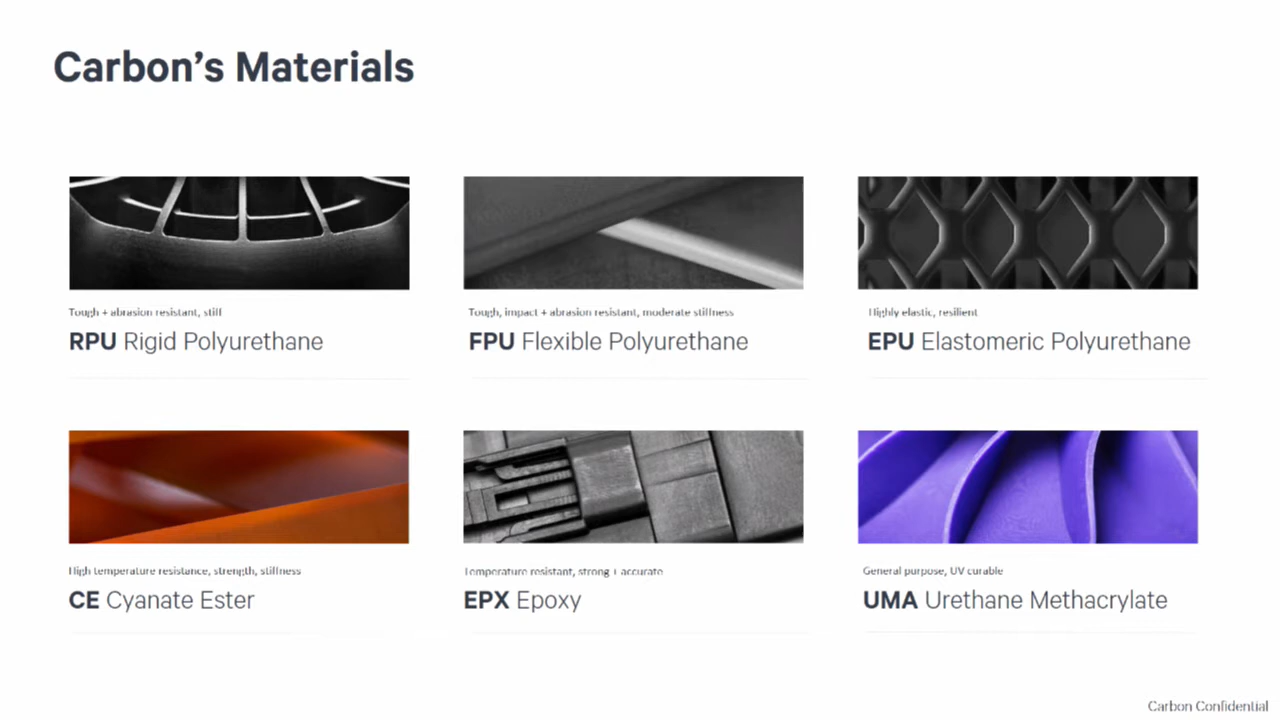 Carbon's Materials
Tough + abrasion resistant, stiff
RPU Rigid Polyurethane
Tough, impact + abrasion resistant, moderate stiffness
FPU Flexible Polyurethane
Highly elastic, resilient
EPU Elastomeric Polyurethane
High temperature resistance, strength, stiffness
CE Cyanate Ester
Temperature resistant, strong + accurate
EPX Epoxy
General purpose, UV curable
UMA Urethane Methacrylate
Carbon Confidential